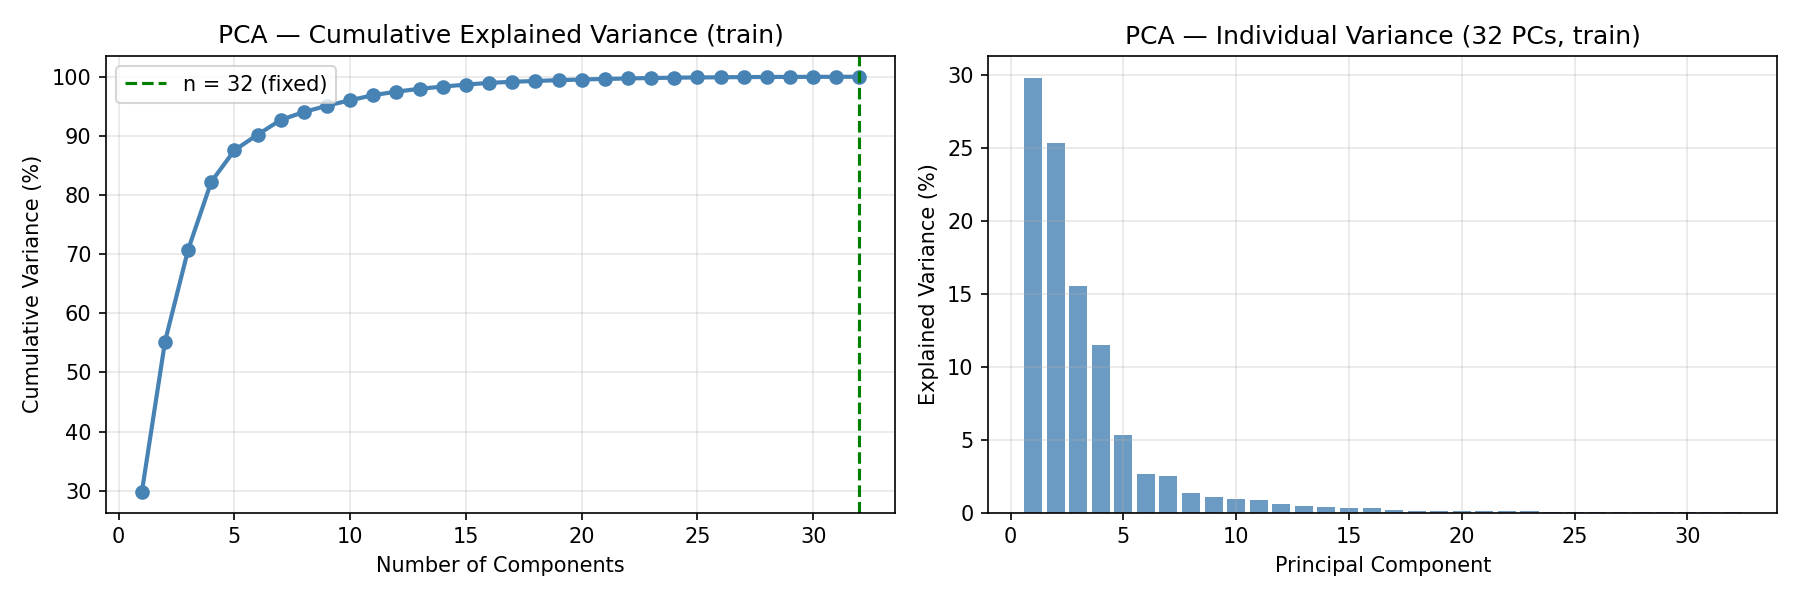 PCA — Cumulative Explained Variance (train)
n = 32 (fixed)
100
90
80
70
60
50
40
30
Cumulative Variance (%)
0 5 10 15 20 25 30
Number of Components
PCA — Individual Variance (32 PCs, train)
30
25
20
15
10
5
0
Explained Variance (%)
0 5 10 15 20 25 30
Principal Component